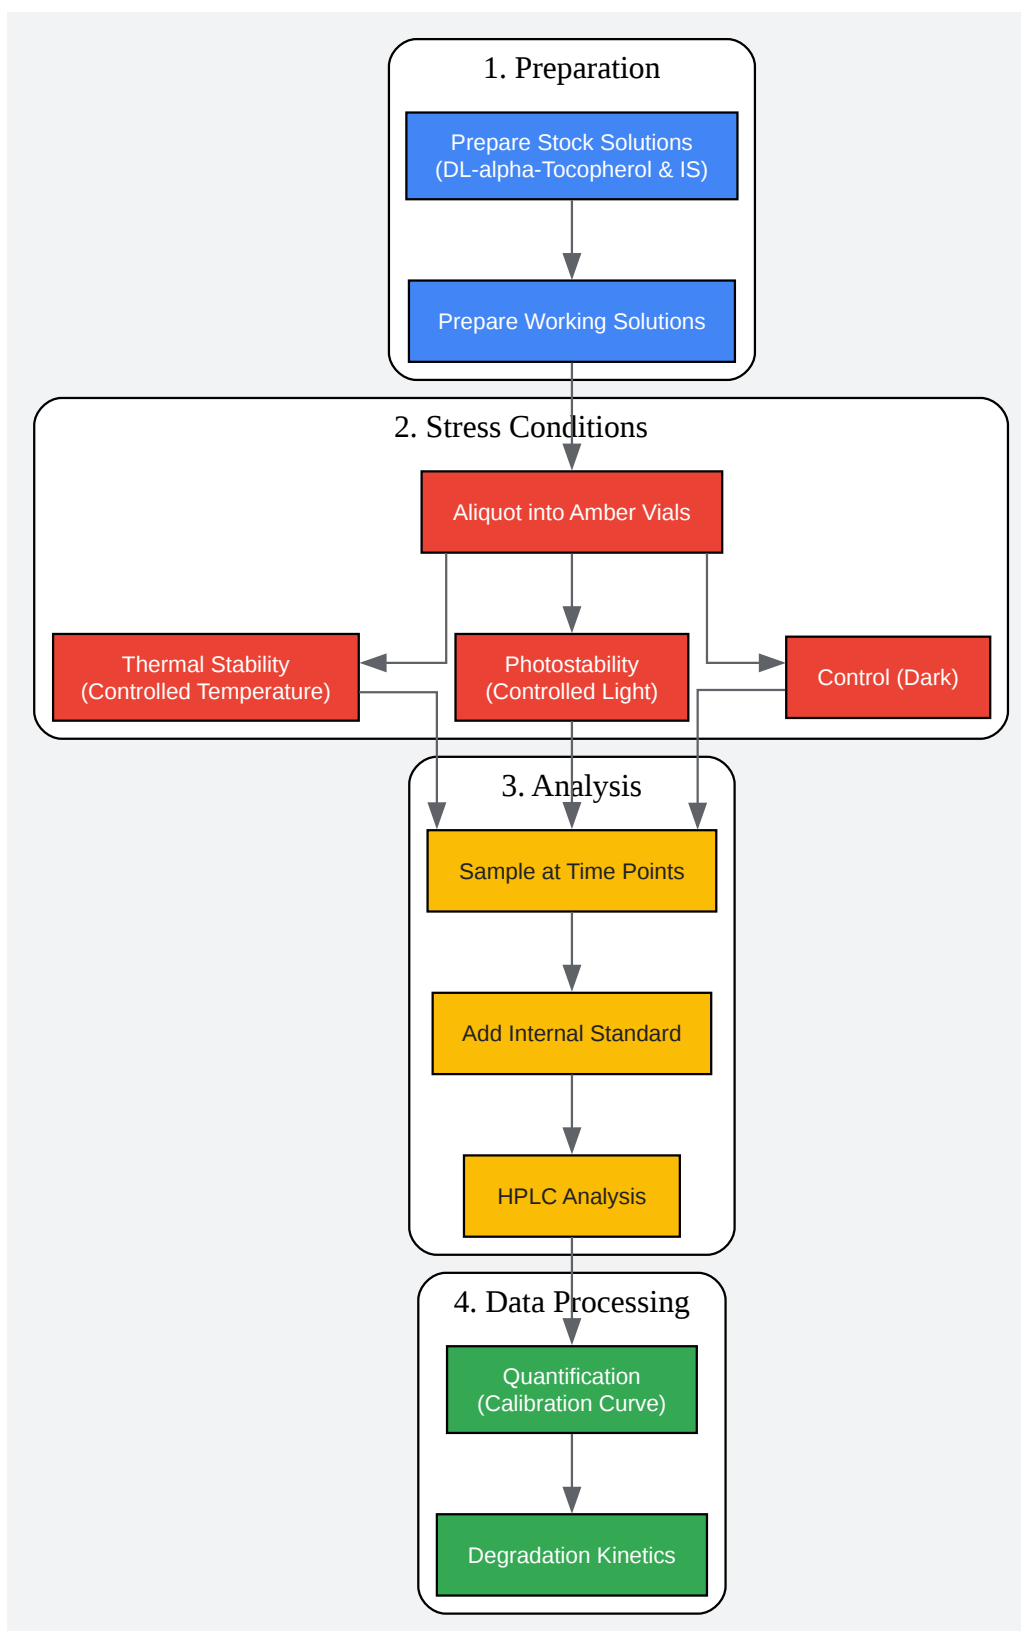 1. Preparation
Prepare Stock Solutions
(DL-alpha-Tocopherol & IS)
Prepare Working Solutions
2. Stress Conditions
Aliquot into Amber Vials
Thermal Stability
(Controlled Temperature)
Photostability
(Controlled Light)
Control (Dark)
3. Analysis
Sample at Time Points
Add Internal Standard
HPLC Analysis
4. Data Processing
Quantification
(Calibration Curve)
Degradation Kinetics